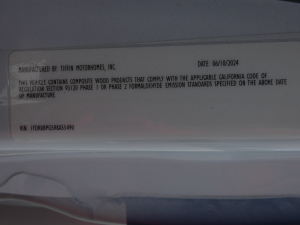 MANUFACTURED BY: TIFFIN MOTORHOMES, INC. DATE: 06/10/2024
THIS VEHICLE CONTAINS COMPOSITE WOOD PRODUCTS THAT COMPLY WITH THE APPLICABLE CALIFORNIA CODE OF
REGULATION SECTION 93120 PHASE 1 OR PHASE 2 FORMALDEHYDE EMISSION STANDARDS SPECIFIED ON THE ABOVE DATE
OF MANUFACTURE.
VIN: